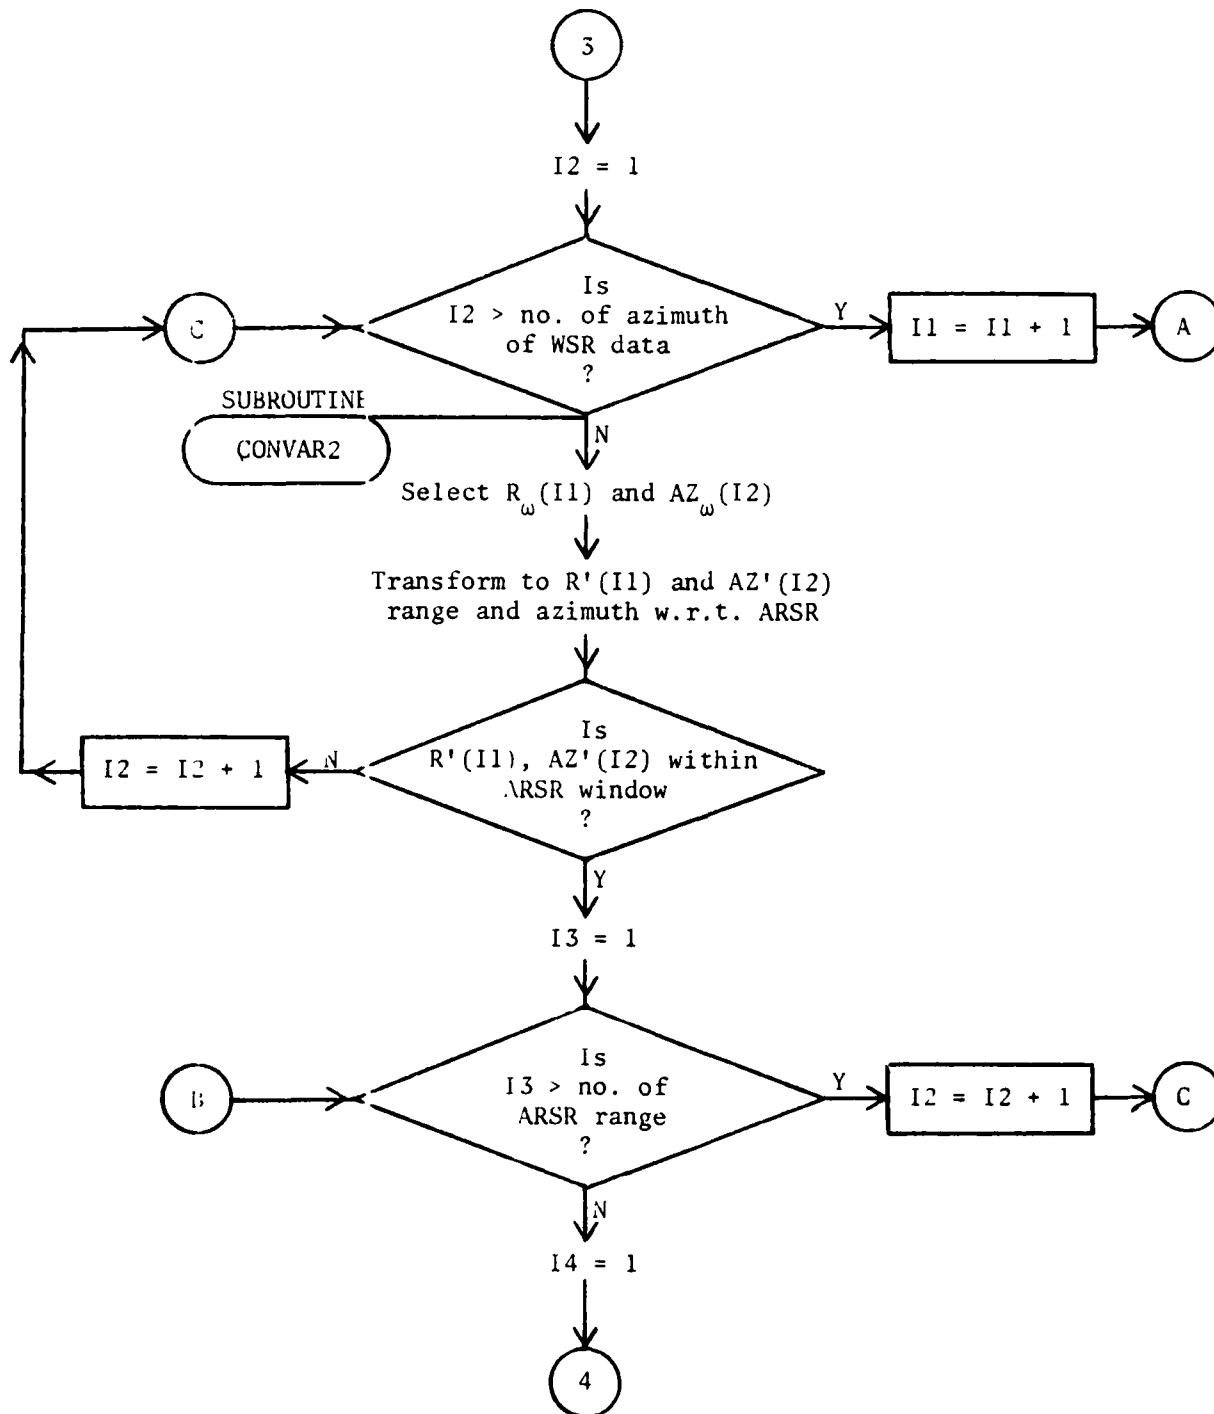 3
I2 = 1
Is
I2 > no. of azimuth
of WSR data
?
C
Y
I1 = I1 + 1
A
SUBROUTINE
CONVAR2
N
Select R_ω(I1) and AZ_ω(I2)
Transform to R'(I1) and AZ'(I2)
range and azimuth w.r.t. ARSR
Is
R'(I1), AZ'(I2) within
ARSR window
?
N
I2 = I2 + 1
Y
I3 = 1
B
Is
I3 > no. of
ARSR range
?
Y
I2 = I2 + 1
C
N
I4 = 1
4